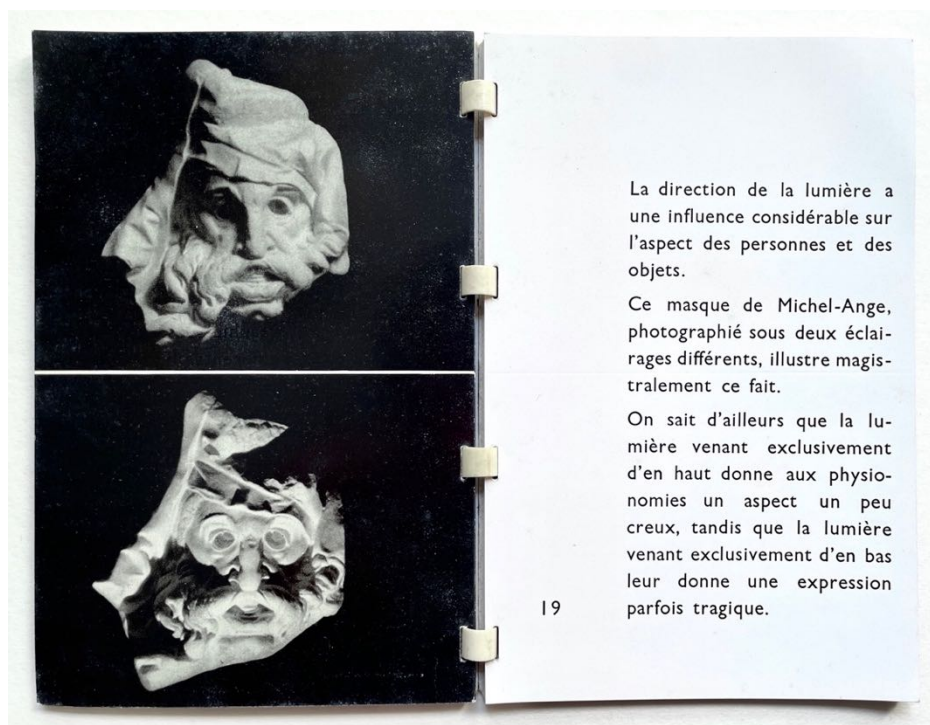 La direction de la lumière a
une influence considérable sur
l'aspect des personnes et des
objets.
Ce masque de Michel-Ange,
photographié sous deux éclai-
rages différents, illustre magis-
tralement ce fait.
On sait d'ailleurs que la lu-
mière venant exclusivement
d'en haut donne aux physio-
nomies un aspect un peu
creux, tandis que la lumière
venant exclusivement d'en bas
leur donne une expression
parfois tragique.
19